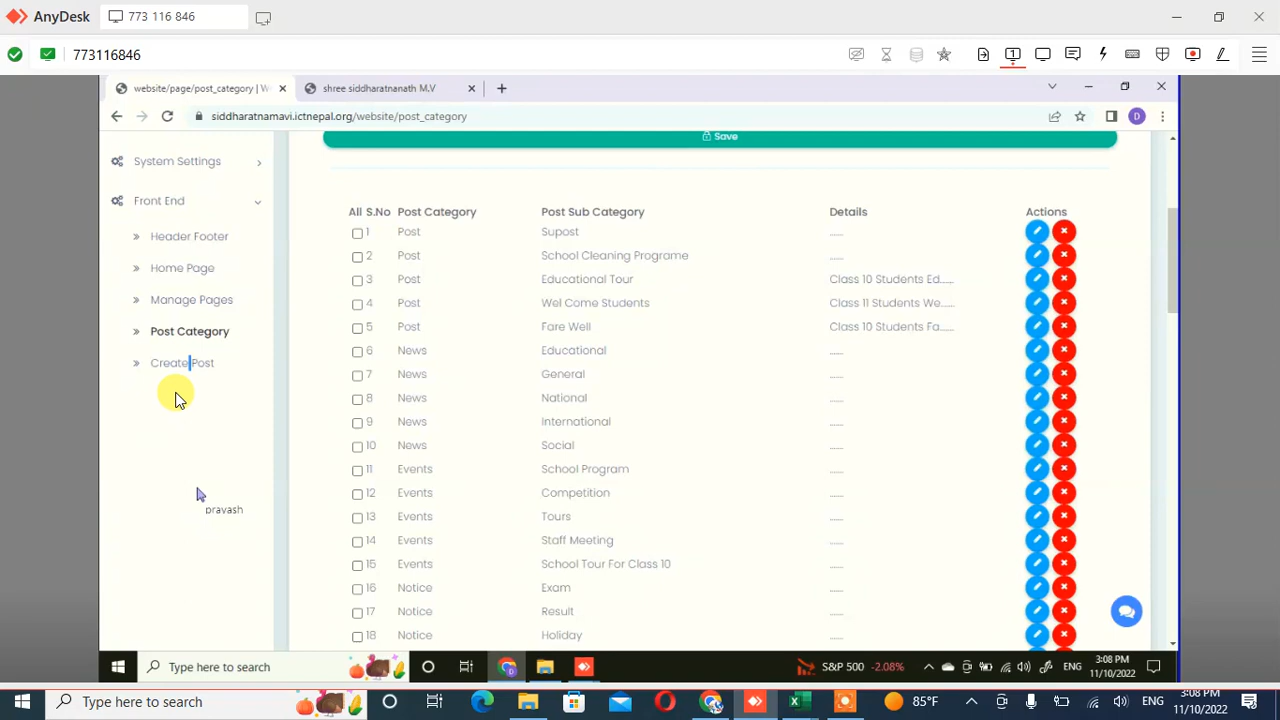 AnyDesk 773 116 846
773116846 1
website/page/post_category | W shree siddharatnanath M.V
siddharatnamavi.ictnepal.org/website/post_category D
System Settings
Front End
Header Footer
Home Page
Manage Pages
Post Category
Create Post
pravash
Save
All S.No Post Category Post Sub Category Details Actions
1 Post Supost ......
2 Post School Cleaning Programe ......
3 Post Educational Tour Class 10 Students Ed......
4 Post Wel Come Students Class 11 Students We......
5 Post Fare Well Class 10 Students Fa......
6 News Educational ......
7 News General ......
8 News National ......
9 News International ......
10 News Social ......
11 Events School Program ......
12 Events Competition ......
13 Events Tours ......
14 Events Staff Meeting ......
15 Events School Tour For Class 10 ......
16 Notice Exam ......
17 Notice Result ......
18 Notice Holiday ......
Type here to search S&P 500 -2.08% ENG 3:08 PM
11/10/2022
Type here to search 85°F ENG 3:08 PM
11/10/2022